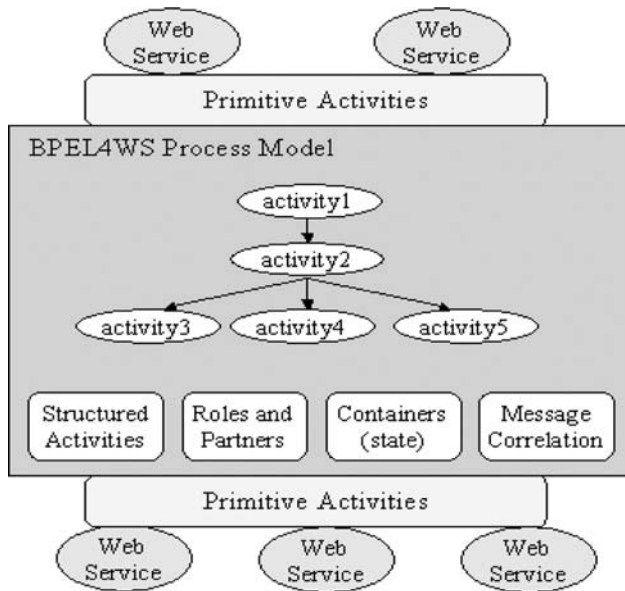 Web
Service
Web
Service
Primitive Activities
BPEL4WS Process Model
activity1
activity2
activity3
activity4
activity5
Structured
Activities
Roles and
Partners
Containers
(state)
Message
Correlation
Primitive Activities
Web
Service
Web
Service
Web
Service